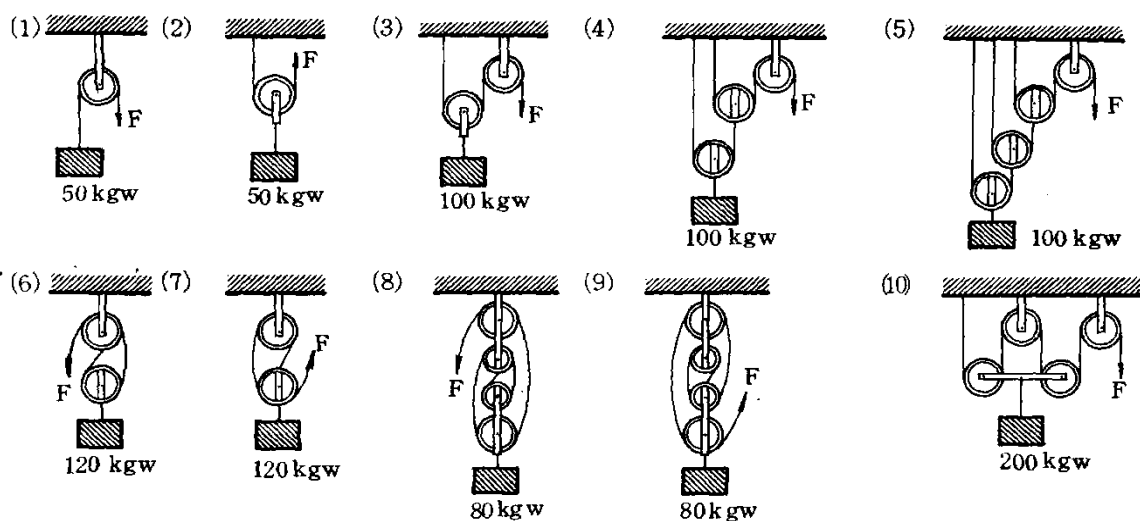 (1) (2) (3) (4) (5)
F F F F F
50 kgw 50 kgw 100 kgw 100 kgw 100 kgw
(6) (7) (8) (9) (10)
F F F F F
120 kgw 120 kgw 80 kgw 80 kgw 200 kgw